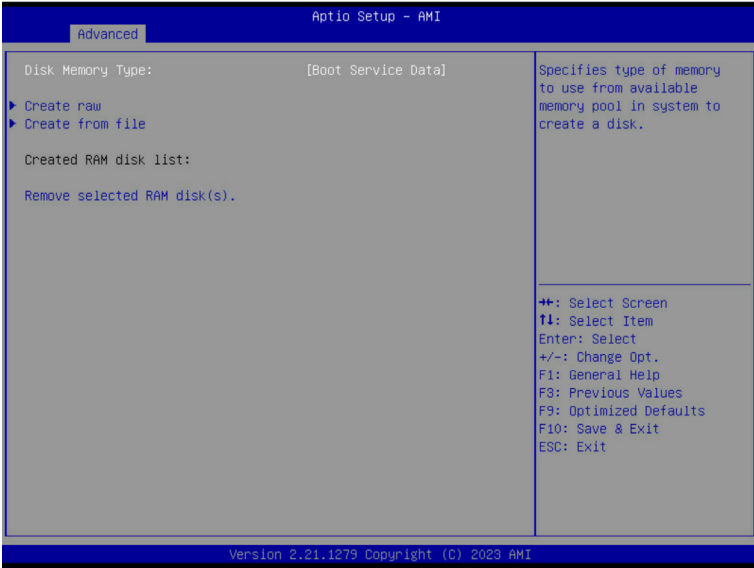 Aptio Setup – AMI
Advanced
Disk Memory Type: [Boot Service Data]
Create raw
Create from file
Created RAM disk list:
Remove selected RAM disk(s).
Specifies type of memory
to use from available
memory pool in system to
create a disk.
→←: Select Screen
↑↓: Select Item
Enter: Select
+/-: Change Opt.
F1: General Help
F3: Previous Values
F9: Optimized Defaults
F10: Save & Exit
ESC: Exit
Version 2.21.1279 Copyright (C) 2023 AMI